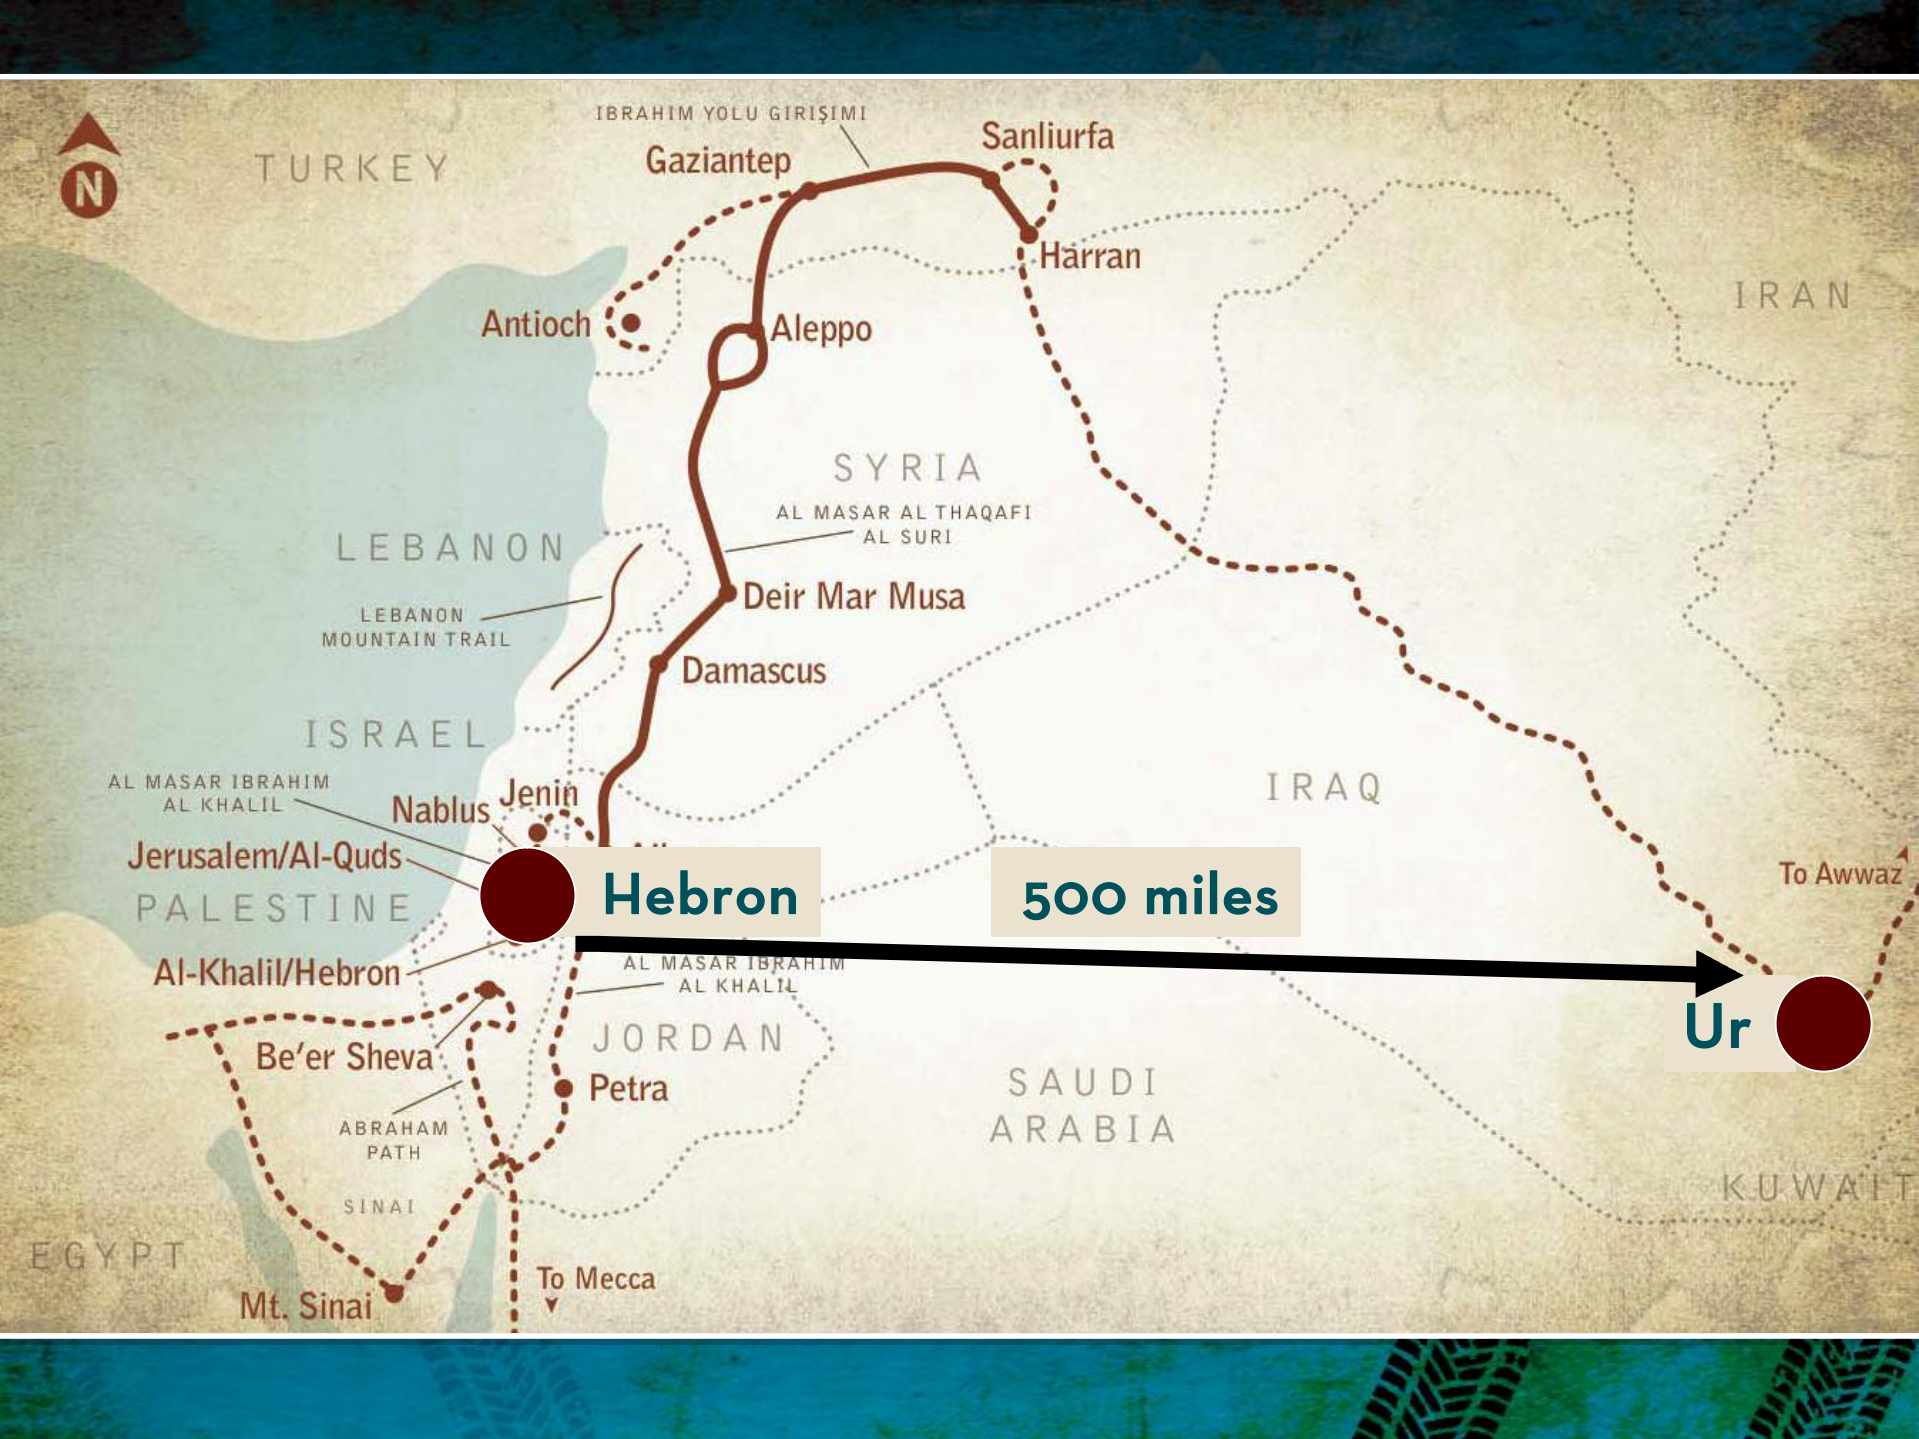 IBRAHIM YOLU GIRIŞIMI
Sanliurfa
TURKEY
Gaziantep
N
Harran
IRAN
Antioch
Aleppo
SYRIA
AL MASAR AL THAQAFI
AL SURI
LEBANON
Deir Mar Musa
LEBANON
MOUNTAIN TRAIL
Damascus
ISRAEL
AL MASAR IBRAHIM
AL KHALIL
Jenin
Nablus
IRAQ
Jerusalem/Al-Quds
To Awwaz
PALESTINE
Hebron
500 miles
Al-Khalil/Hebron
AL MASAR IBRAHIM
AL KHALIL
Ur
JORDAN
Be'er Sheva
Petra
SAUDI
ARABIA
ABRAHAM
PATH
KUWAIT
SINAI
EGYPT
To Mecca
Mt. Sinai